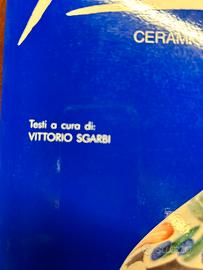 CERAM
Testi a cura di:
VITTORIO SGARBI